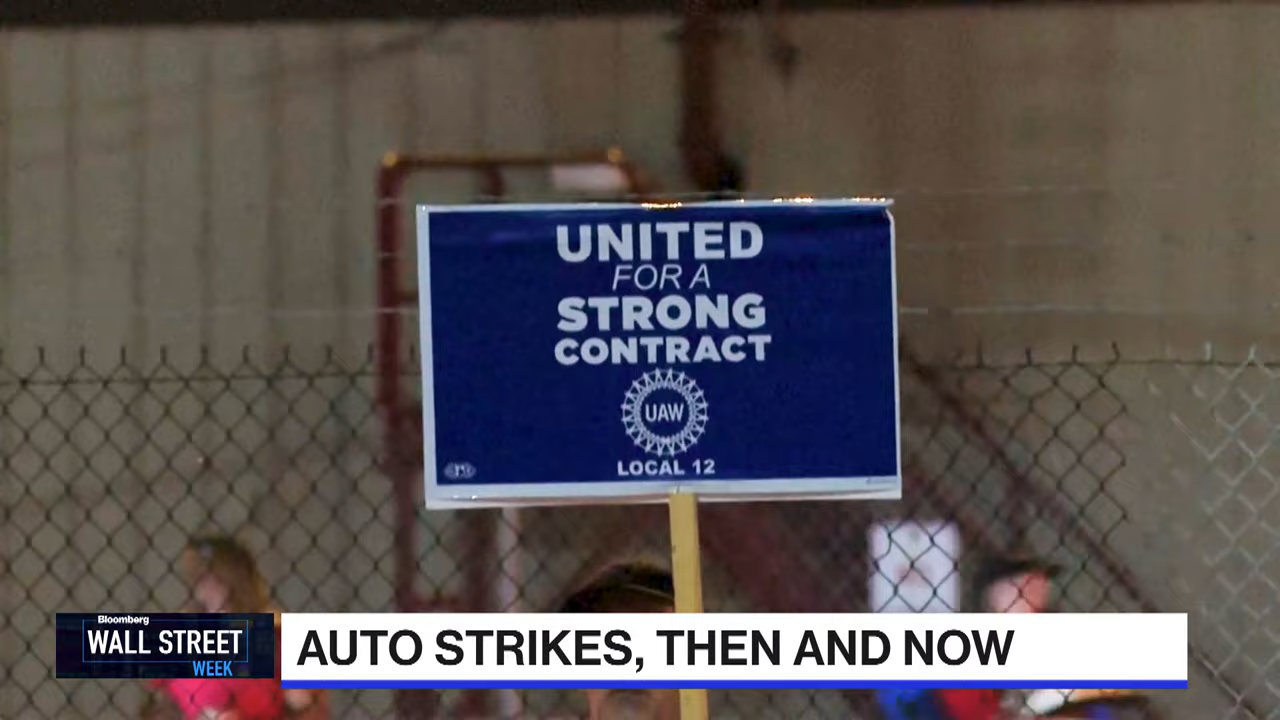 UNITED
FOR A
STRONG
CONTRACT
UAW
LOCAL 12
Bloomberg
WALL STREET
WEEK
AUTO STRIKES, THEN AND NOW